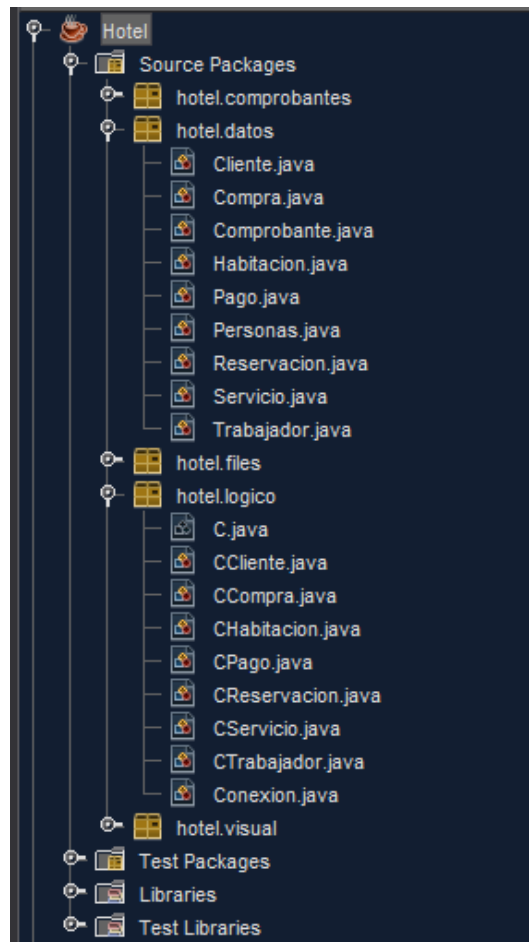 Hotel
Source Packages
hotel.comprobantes
hotel.datos
Cliente.java
Compra.java
Comprobante.java
Habitacion.java
Pago.java
Personas.java
Reservacion.java
Servicio.java
Trabajador.java
hotel.files
hotel.logico
C.java
CCliente.java
CCompra.java
CHabitacion.java
CPago.java
CReservacion.java
CServicio.java
CTrabajador.java
Conexion.java
hotel.visual
Test Packages
Libraries
Test Libraries